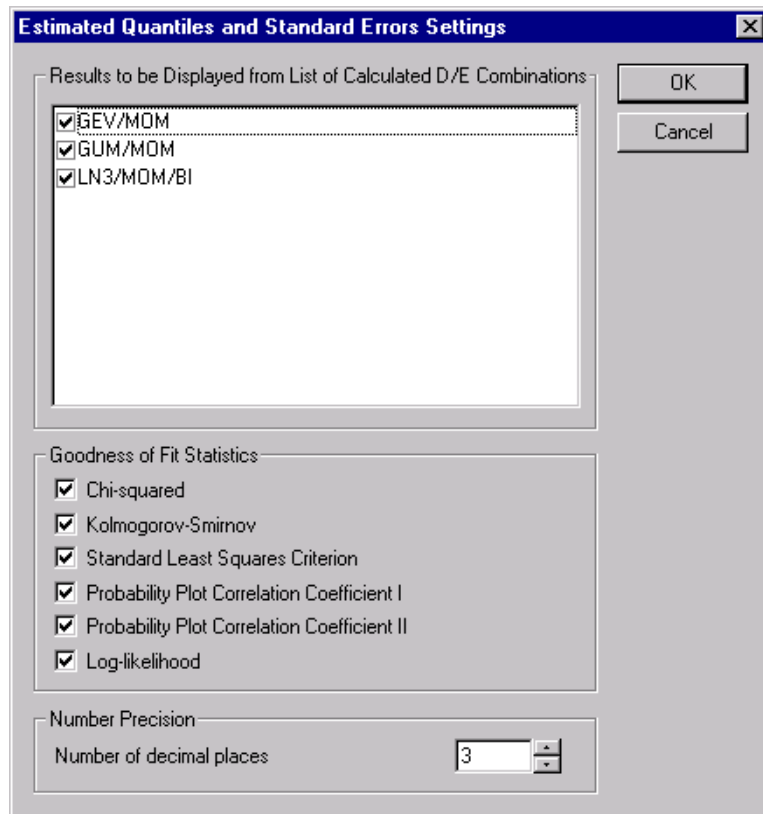 Estimated Quantiles and Standard Errors Settings
Results to be Displayed from List of Calculated D/E Combinations
OK
Cancel
GEV/MOM
GUM/MOM
LN3/MOM/BI
Goodness of Fit Statistics
Chi-squared
Kolmogorov-Smirnov
Standard Least Squares Criterion
Probability Plot Correlation Coefficient I
Probability Plot Correlation Coefficient II
Log-likelihood
Number Precision
Number of decimal places 3